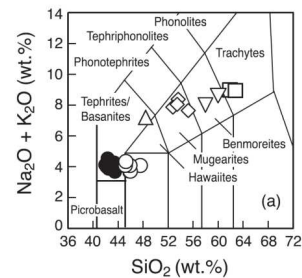 14
12
10
8
6
4
2
0
Na₂O + K₂O (wt.%)
Phonolites
Tephriphonolites
Trachytes
Phonotephrites
Tephrites/
Basanites
Benmoreites
Mugearites
Hawaiites
Picrobasalt
(a)
36 40 44 48 52 56 60 64 68 72
SiO₂ (wt.%)